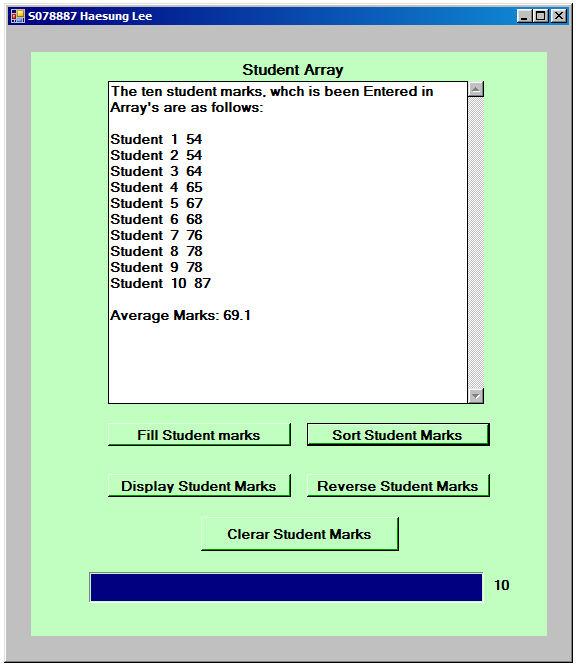 S078887 Haesung Lee
Student Array
The ten student marks, whch is been Entered in
Array's are as follows:
Student 1 54
Student 2 54
Student 3 64
Student 4 65
Student 5 67
Student 6 68
Student 7 76
Student 8 78
Student 9 78
Student 10 87
Average Marks: 69.1
Fill Student marks
Sort Student Marks
Display Student Marks
Reverse Student Marks
Clerar Student Marks
10